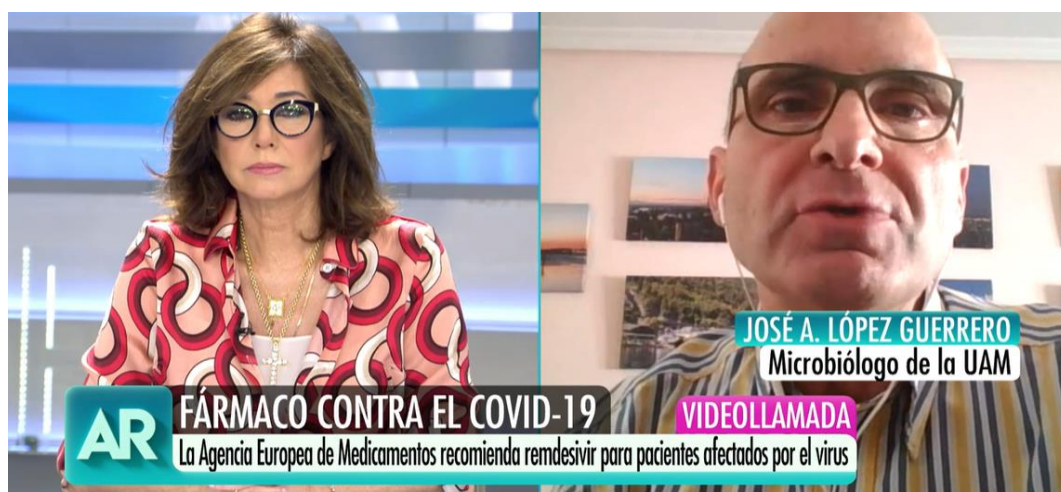 JOSÉ A. LÓPEZ GUERRERO
Microbiólogo de la UAM
AR
FÁRMACO CONTRA EL COVID-19
VIDEOLLAMADA
La Agencia Europea de Medicamentos recomienda remdesivir para pacientes afectados por el virus